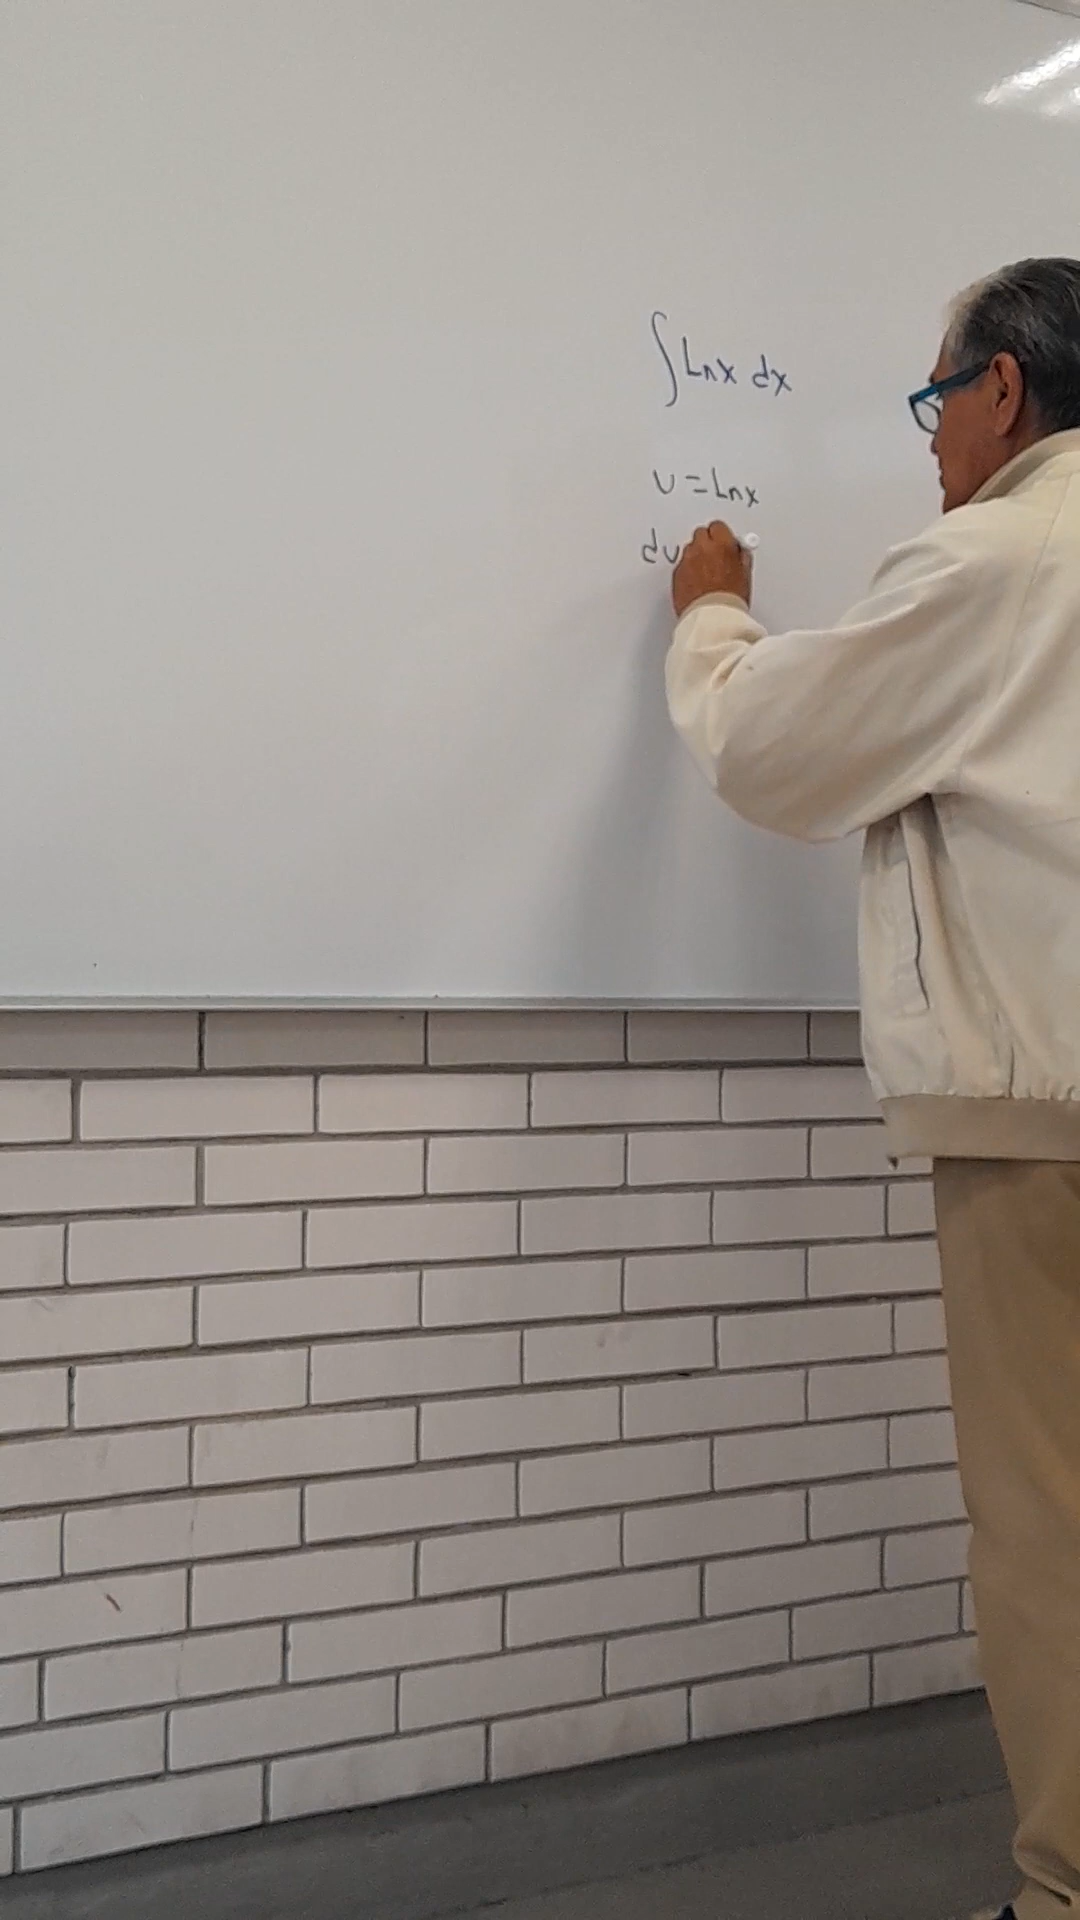 ∫Lnx dx
u = Lnx
du